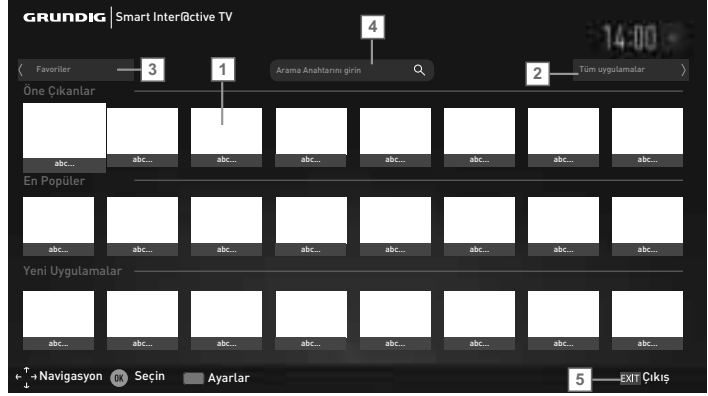 GRUNDIG Smart Inter@ctive TV
14:00
4
Favoriler
3
1
Arama Anahtarını girin
2
Tüm uygulamalar
Öne Çıkanlar
abc... abc... abc... abc... abc... abc... abc... abc...
En Popüler
abc... abc... abc... abc... abc... abc... abc... abc...
Yeni Uygulamalar
abc... abc... abc... abc... abc... abc... abc... abc...
Navigasyon OK Seçin Ayarlar 5 EXIT Çıkış